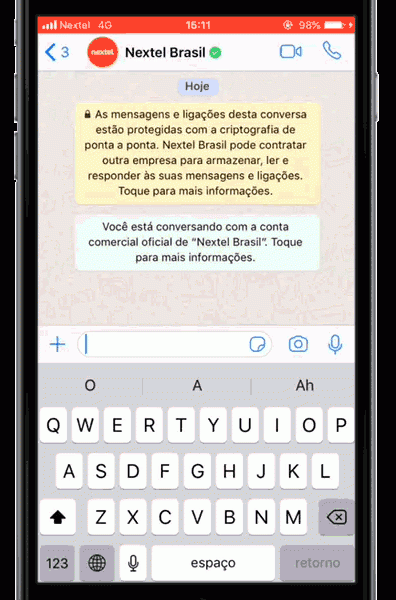 Nextel 4G 15:11 98%
3 nextel Nextel Brasil
Hoje
As mensagens e ligações desta conversa
estão protegidas com a criptografia de
ponta a ponta. Nextel Brasil pode contratar
outra empresa para armazenar, ler e
responder às suas mensagens e ligações.
Toque para mais informações.
Você está conversando com a conta
comercial oficial de “Nextel Brasil”. Toque
para mais informações.
O A Ah
Q W E R T Y U I O P
A S D F G H J K L
Z X C V B N M
123 espaço retorno